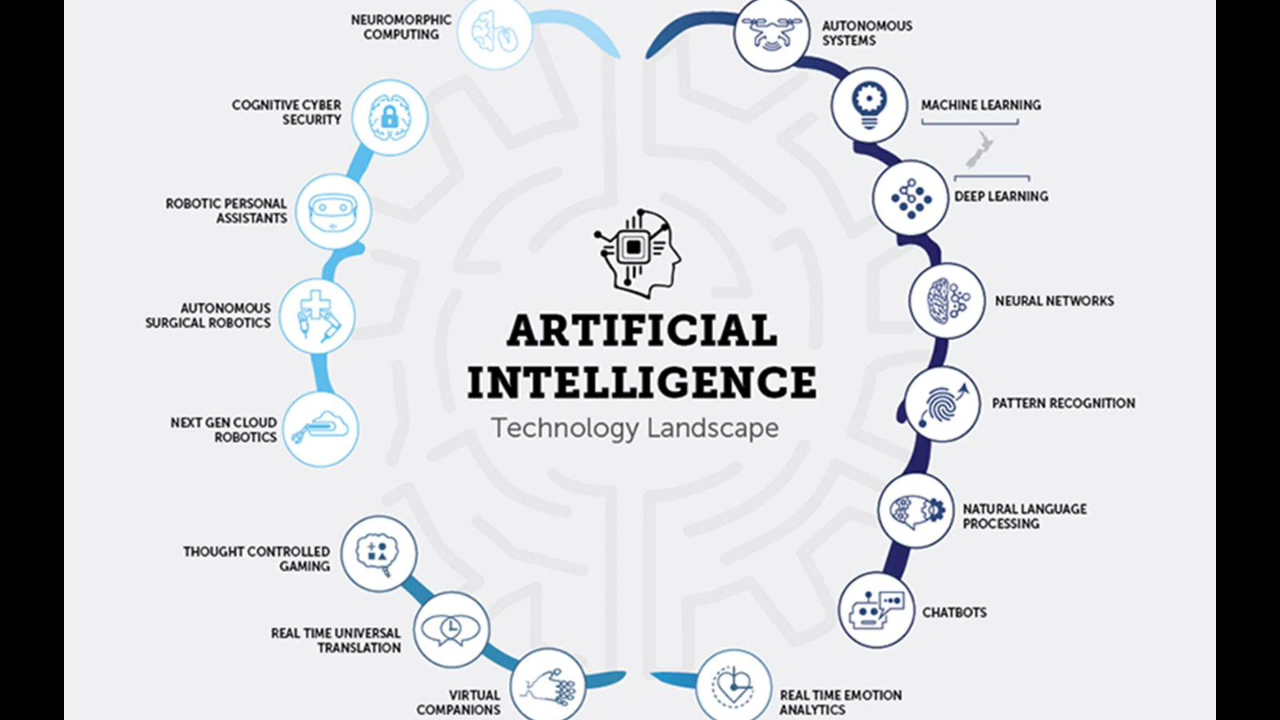 NEUROMORPHIC
COMPUTING
AUTONOMOUS
SYSTEMS
COGNITIVE CYBER
SECURITY
MACHINE LEARNING
ROBOTIC PERSONAL
ASSISTANTS
DEEP LEARNING
AUTONOMOUS
SURGICAL ROBOTICS
NEURAL NETWORKS
ARTIFICIAL
INTELLIGENCE
Technology Landscape
NEXT GEN CLOUD
ROBOTICS
PATTERN RECOGNITION
NATURAL LANGUAGE
PROCESSING
THOUGHT CONTROLLED
GAMING
CHATBOTS
REAL TIME UNIVERSAL
TRANSLATION
VIRTUAL
COMPANIONS
REAL TIME EMOTION
ANALYTICS